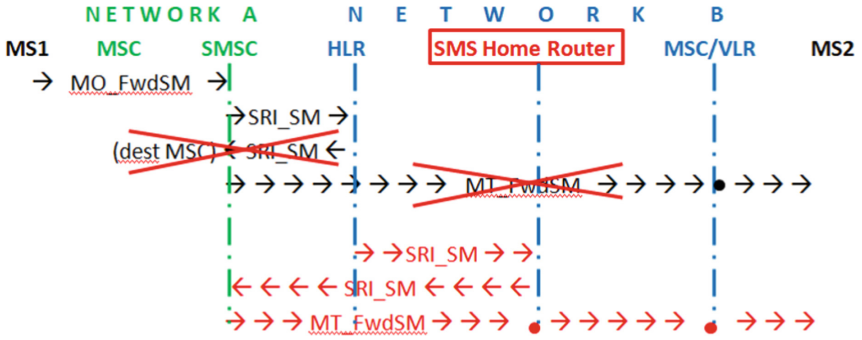 NETWORK A NETWORK B
MS1 MSC SMSC HLR SMS Home Router MSC/VLR MS2
→ MO_FwdSM →
→ SRI_SM →
(dest MSC) ← SRI_SM ←
→ → → → → → → → → MT_FwdSM → → → → → → → →
→ → SRI_SM → →
← ← ← ← ← SRI_SM ← ← ← ← ←
→ → → → MT_FwdSM → → → → → → → → → → → → →